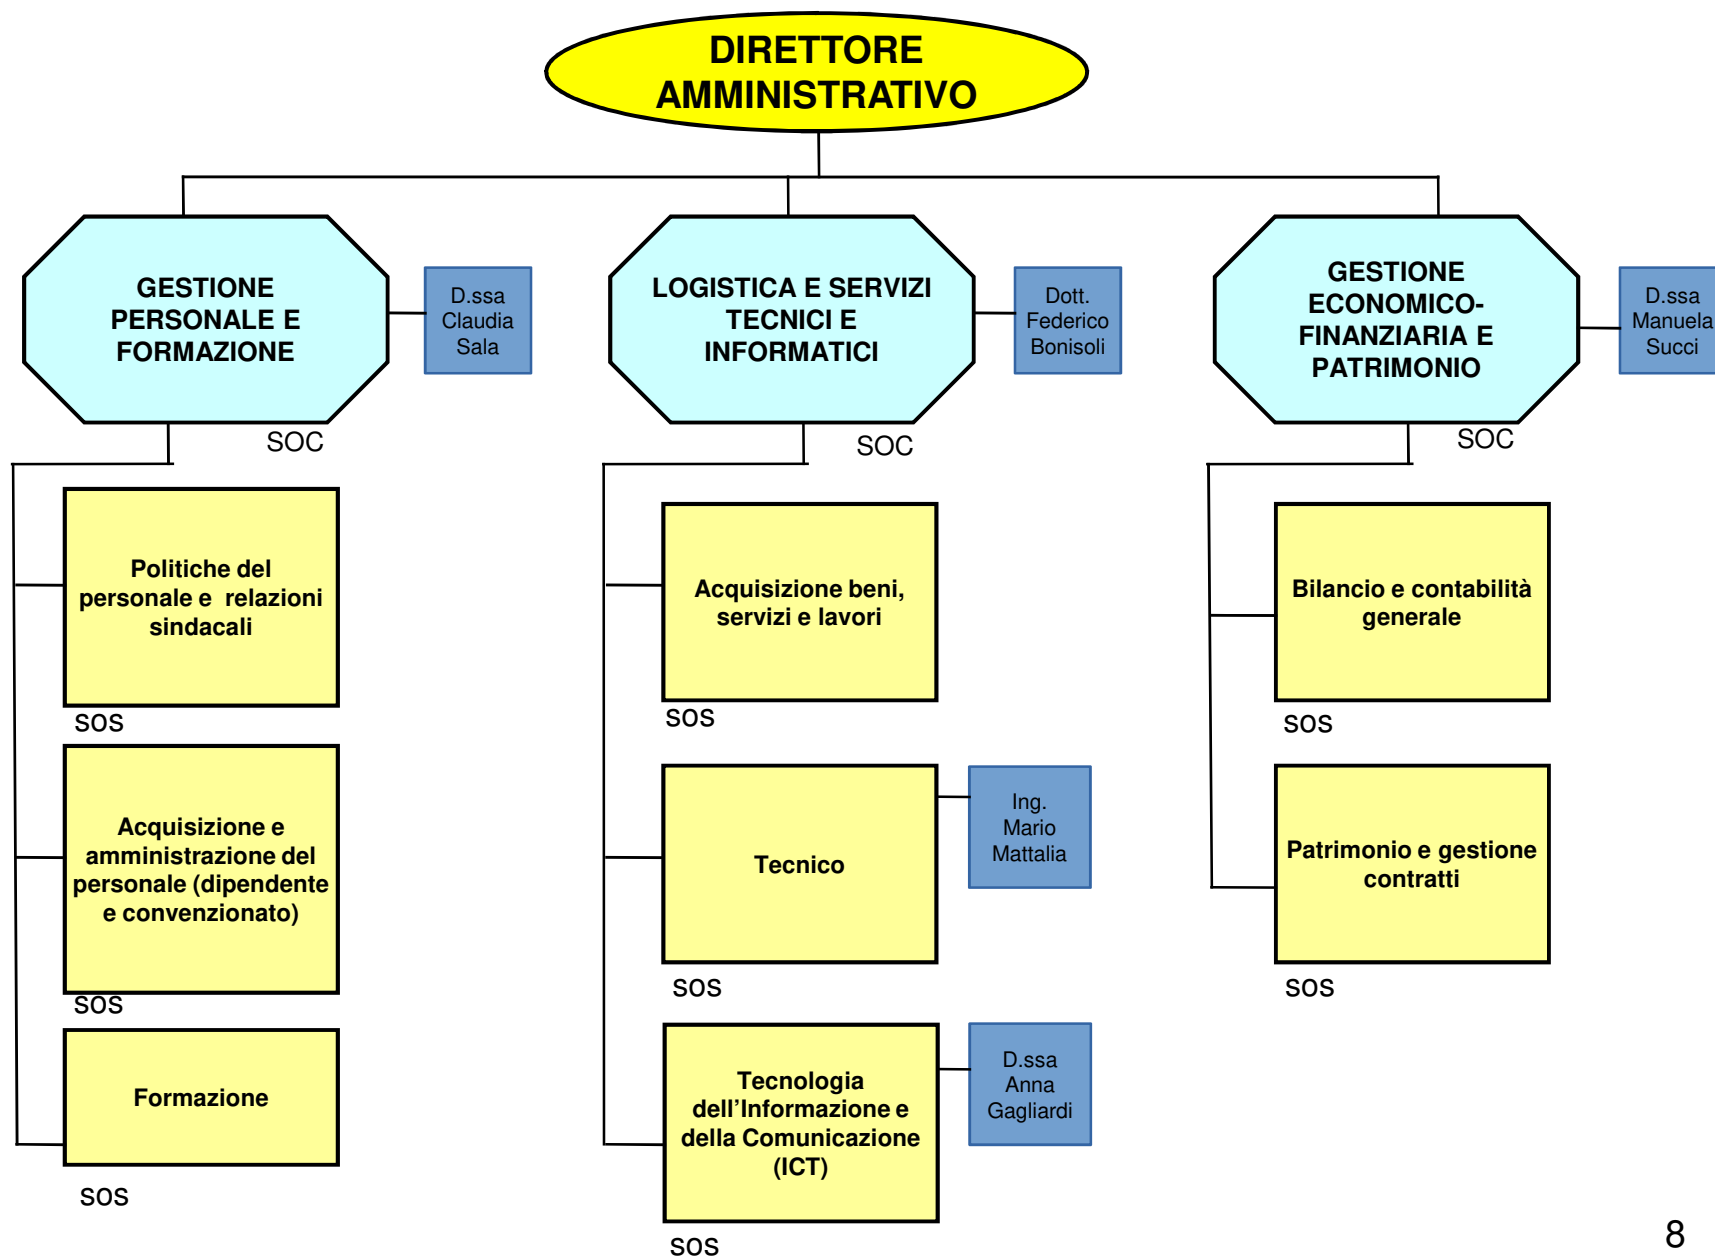 DIRETTORE
AMMINISTRATIVO
GESTIONE
PERSONALE E
FORMAZIONE
D.ssa
Claudia
Sala
SOC
Politiche del
personale e relazioni
sindacali
SOS
Acquisizione e
amministrazione del
personale (dipendente
e convenzionato)
SOS
Formazione
SOS
LOGISTICA E SERVIZI
TECNICI E
INFORMATICI
Dott.
Federico
Bonisoli
SOC
Acquisizione beni,
servizi e lavori
SOS
Tecnico
Ing.
Mario
Mattalia
SOS
Tecnologia
dell’Informazione e
della Comunicazione
(ICT)
D.ssa
Anna
Gagliardi
SOS
GESTIONE
ECONOMICO-
FINANZIARIA E
PATRIMONIO
D.ssa
Manuela
Succi
SOC
Bilancio e contabilità
generale
SOS
Patrimonio e gestione
contratti
SOS
8